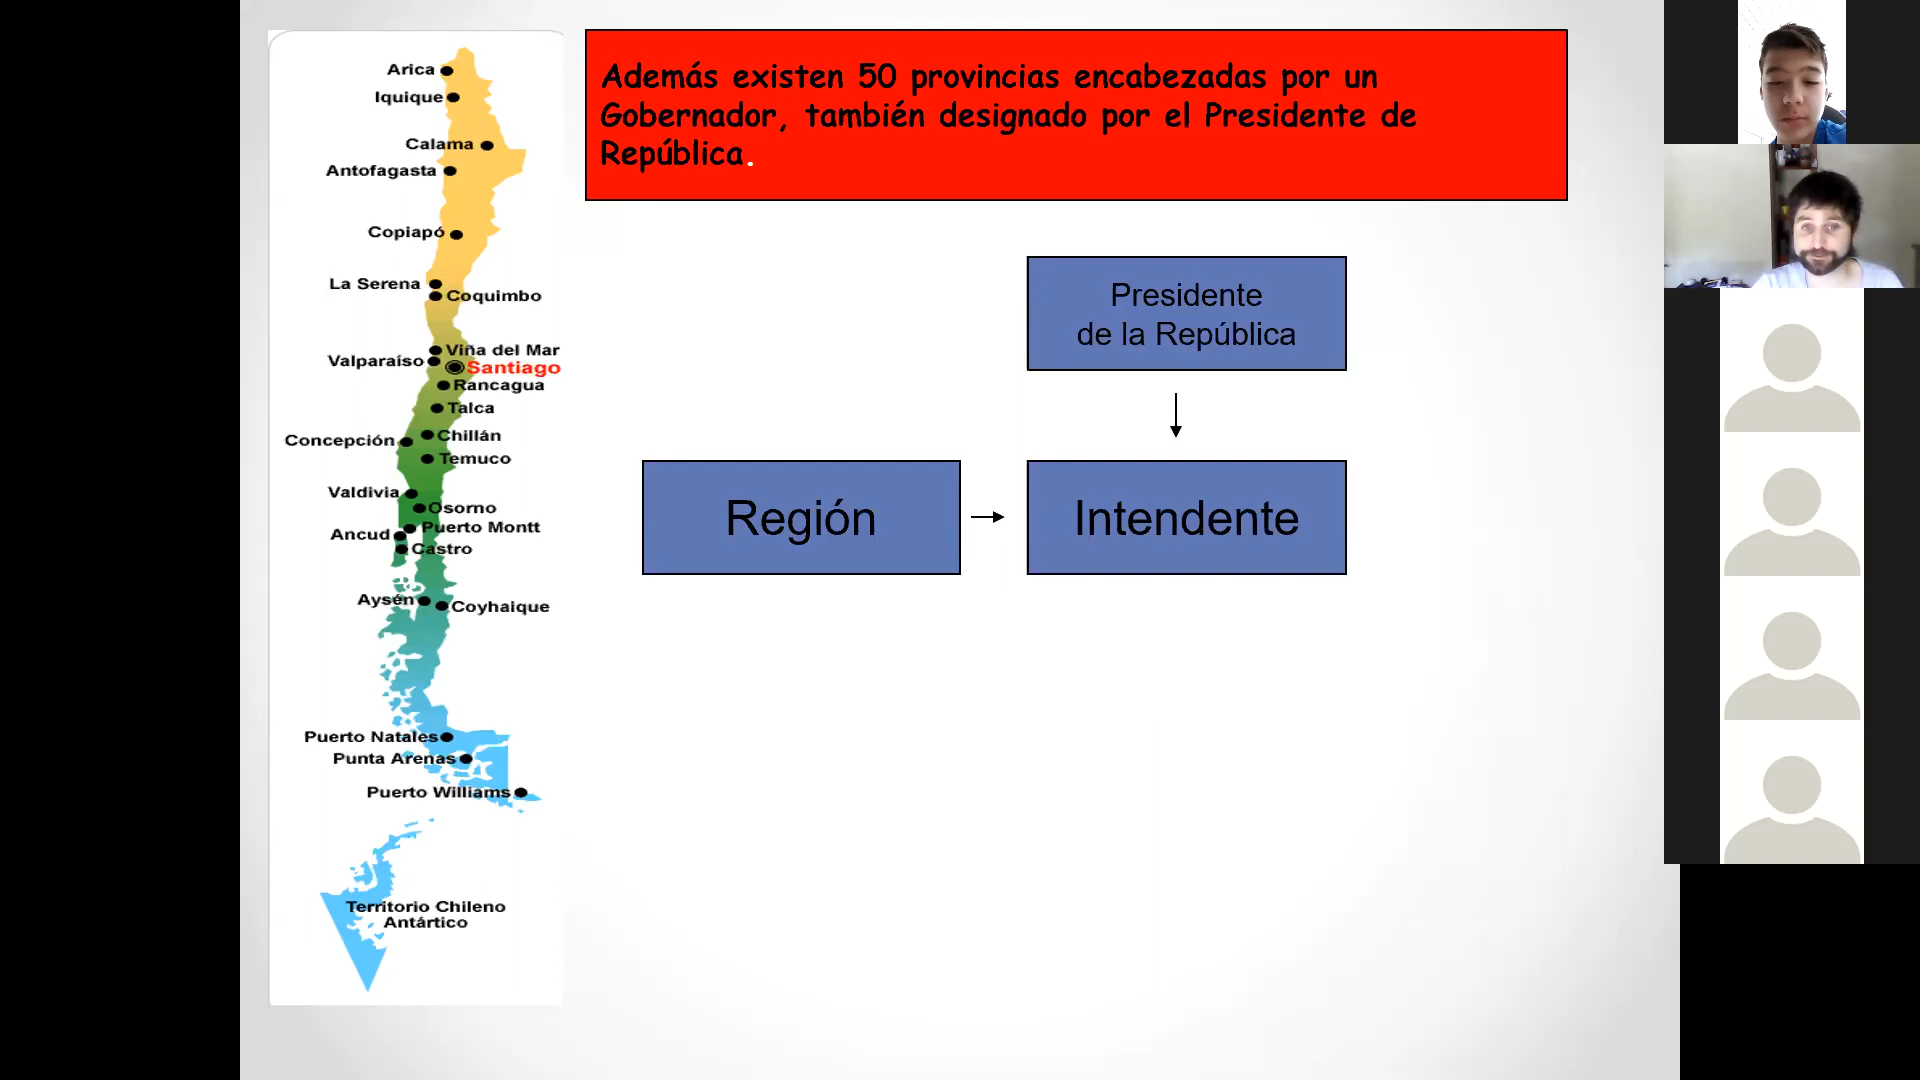 Además existen 50 provincias encabezadas por un
Gobernador, también designado por el Presidente de
República.
Presidente
de la República
Región
Intendente
Arica
Iquique
Calama
Antofagasta
Copiapó
La Serena
Coquimbo
Viña del Mar
Valparaíso
Santiago
Rancagua
Talca
Chillán
Concepción
Temuco
Valdivia
Osorno
Puerto Montt
Ancud
Castro
Aysén
Coyhaique
Puerto Natales
Punta Arenas
Puerto Williams
Territorio Chileno
Antártico